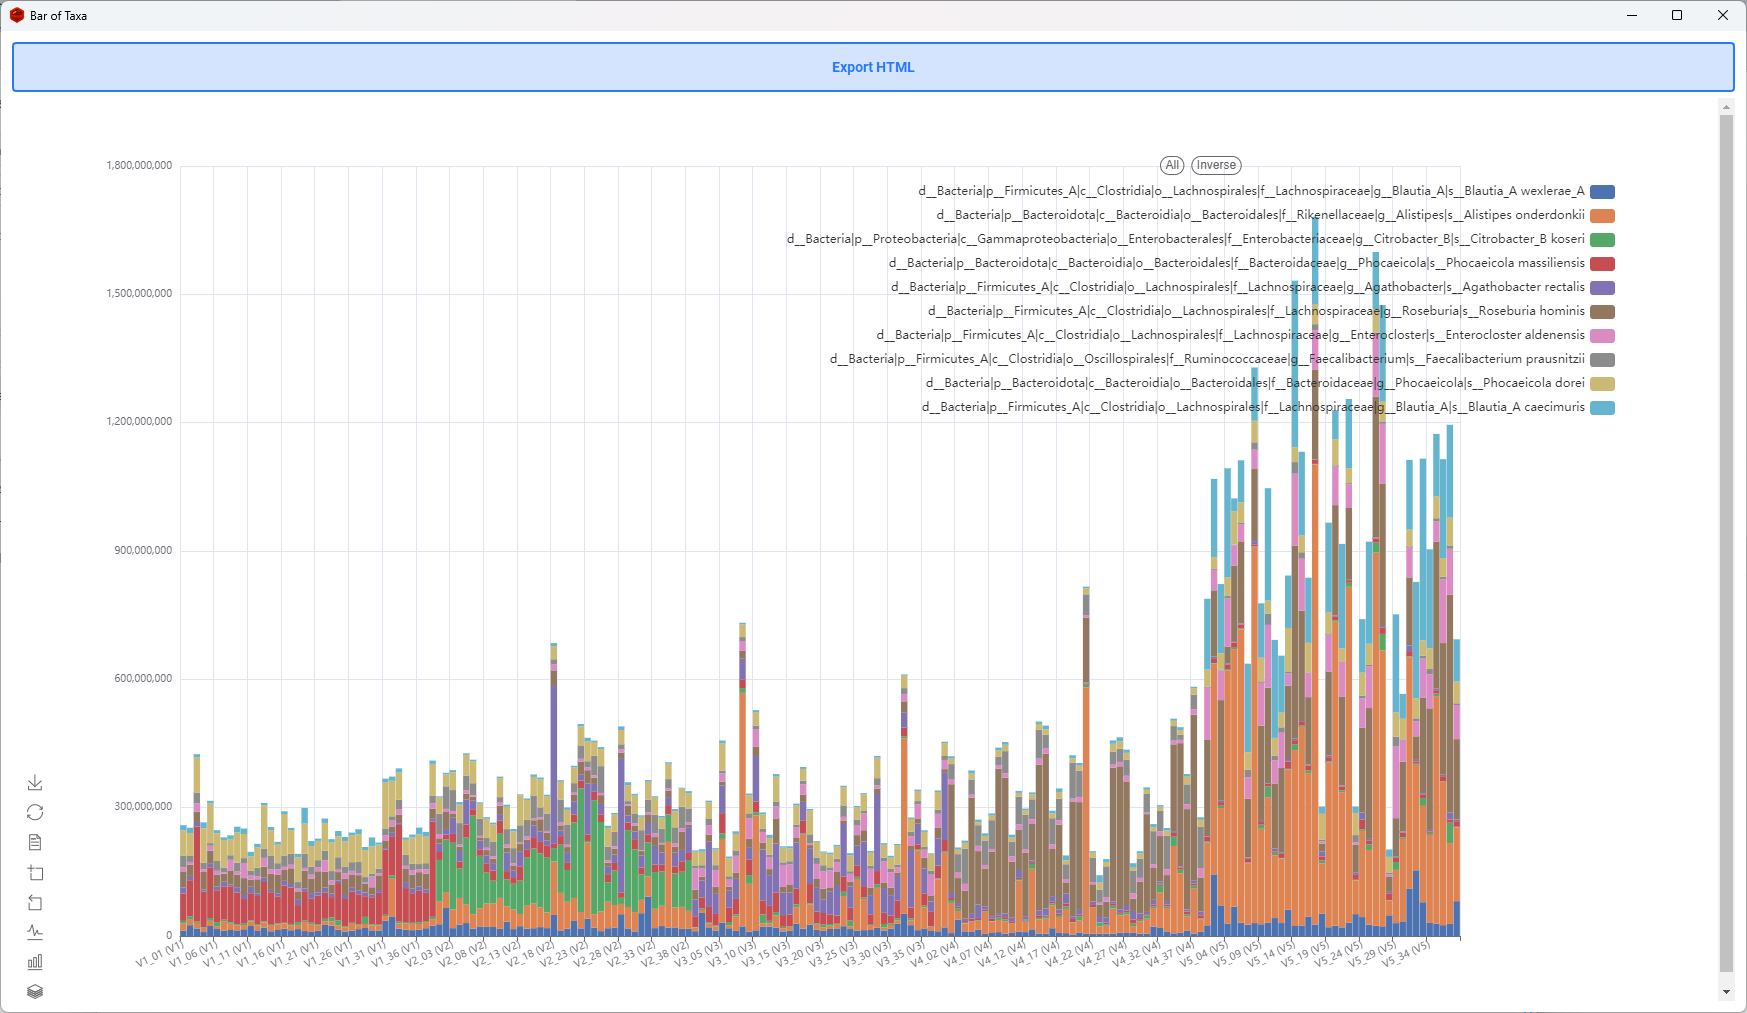 Bar of Taxa
Export HTML
All Inverse
d__Bacteria|p__Firmicutes_A|c__Clostridia|o__Lachnospirales|f__Lachnospiraceae|g__Blautia_A|s__Blautia_A wexlerae_A
d__Bacteria|p__Bacteroidota|c__Bacteroidia|o__Bacteroidales|f__Rikenellaceae|g__Alistipes|s__Alistipes onderdonkii
d__Bacteria|p__Proteobacteria|c__Gammaproteobacteria|o__Enterobacterales|f__Enterobacteriaceae|g__Citrobacter_B|s__Citrobacter_B koseri
d__Bacteria|p__Bacteroidota|c__Bacteroidia|o__Bacteroidales|f__Bacteroidaceae|g__Phocaeicola|s__Phocaeicola massiliensis
d__Bacteria|p__Firmicutes_A|c__Clostridia|o__Lachnospirales|f__Lachnospiraceae|g__Agathobacter|s__Agathobacter rectalis
d__Bacteria|p__Firmicutes_A|c__Clostridia|o__Lachnospirales|f__Lachnospiraceae|g__Roseburia|s__Roseburia hominis
d__Bacteria|p__Firmicutes_A|c__Clostridia|o__Lachnospirales|f__Lachnospiraceae|g__Enterocloster|s__Enterocloster aldenensis
d__Bacteria|p__Firmicutes_A|c__Clostridia|o__Oscillospirales|f__Ruminococcaceae|g__Faecalibacterium|s__Faecalibacterium prausnitzii
d__Bacteria|p__Bacteroidota|c__Bacteroidia|o__Bacteroidales|f__Bacteroidaceae|g__Phocaeicola|s__Phocaeicola dorei
d__Bacteria|p__Firmicutes_A|c__Clostridia|o__Lachnospirales|f__Lachnospiraceae|g__Blautia_A|s__Blautia_A caecimuris
1,800,000,000
1,500,000,000
1,200,000,000
900,000,000
600,000,000
300,000,000
0
V1_01 (V1) V1_06 (V1) V1_11 (V1) V1_16 (V1) V1_21 (V1) V1_26 (V1) V1_31 (V1) V1_36 (V1) V2_03 (V2) V2_08 (V2) V2_13 (V2) V2_18 (V2) V2_23 (V2) V2_28 (V2) V2_33 (V2) V2_38 (V2) V3_05 (V3) V3_10 (V3) V3_15 (V3) V3_20 (V3) V3_25 (V3) V3_30 (V3) V3_35 (V3) V4_02 (V4) V4_07 (V4) V4_12 (V4) V4_17 (V4) V4_22 (V4) V4_27 (V4) V4_32 (V4) V4_37 (V4) V5_04 (V5) V5_09 (V5) V5_14 (V5) V5_19 (V5) V5_24 (V5) V5_29 (V5) V5_34 (V5)